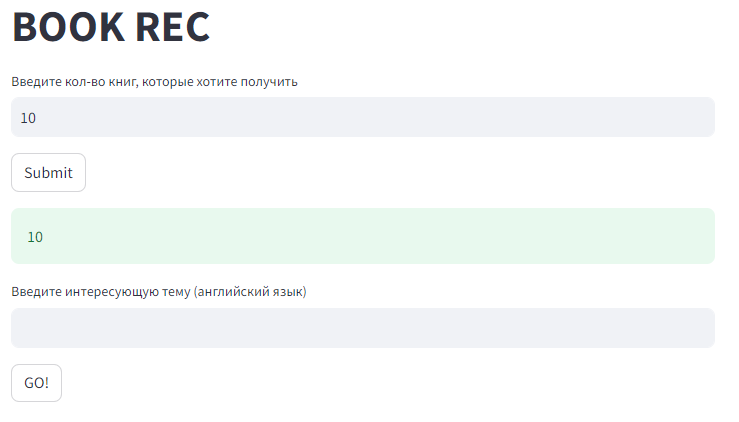 BOOK REC
Введите кол-во книг, которые хотите получить
10
Submit
10
Введите интересующую тему (английский язык)
GO!